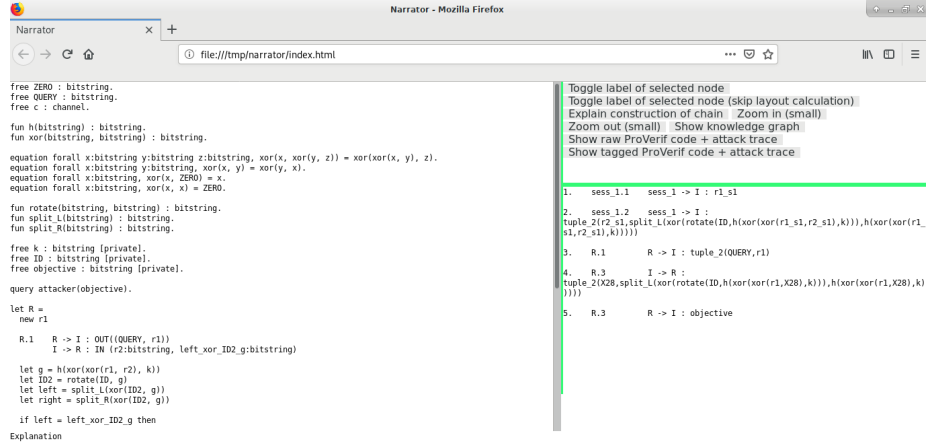 Narrator - Mozilla Firefox
Narrator × +
file:///tmp/narrator/index.html
free ZERO : bitstring.
free QUERY : bitstring.
free c : channel.
fun h(bitstring) : bitstring.
fun xor(bitstring, bitstring) : bitstring.
equation forall x:bitstring y:bitstring z:bitstring, xor(x, xor(y, z)) = xor(xor(x, y), z).
equation forall x:bitstring y:bitstring, xor(x, y) = xor(y, x).
equation forall x:bitstring, xor(x, ZERO) = x.
equation forall x:bitstring, xor(x, x) = ZERO.
fun rotate(bitstring, bitstring) : bitstring.
fun split_L(bitstring) : bitstring.
fun split_R(bitstring) : bitstring.
free k : bitstring [private].
free ID : bitstring [private].
free objective : bitstring [private].
query attacker(objective).
let R =
new r1
R.1 R -> I : OUT((QUERY, r1))
I -> R : IN (r2:bitstring, left_xor_ID2_g:bitstring)
let g = h(xor(xor(r1, r2), k))
let ID2 = rotate(ID, g)
let left = split_L(xor(ID2, g))
let right = split_R(xor(ID2, g))
if left = left_xor_ID2_g then
Explanation
Toggle label of selected node
Toggle label of selected node (skip layout calculation)
Explain construction of chain Zoom in (small)
Zoom out (small) Show knowledge graph
Show raw ProVerif code + attack trace
Show tagged ProVerif code + attack trace
1. sess_1.1 sess_1 -> I : r1_s1
2. sess_1.2 sess_1 -> I :
tuple_2(r2_s1,split_L(xor(rotate(ID,h(xor(xor(r1_s1,r2_s1),k))),h(xor(xor(r1_
s1,r2_s1),k)))))
3. R.1 R -> I : tuple_2(QUERY,r1)
4. R.3 I -> R :
tuple_2(X28,split_L(xor(rotate(ID,h(xor(xor(r1,X28),k))),h(xor(xor(r1,X28),k)
))))
5. R.3 R -> I : objective